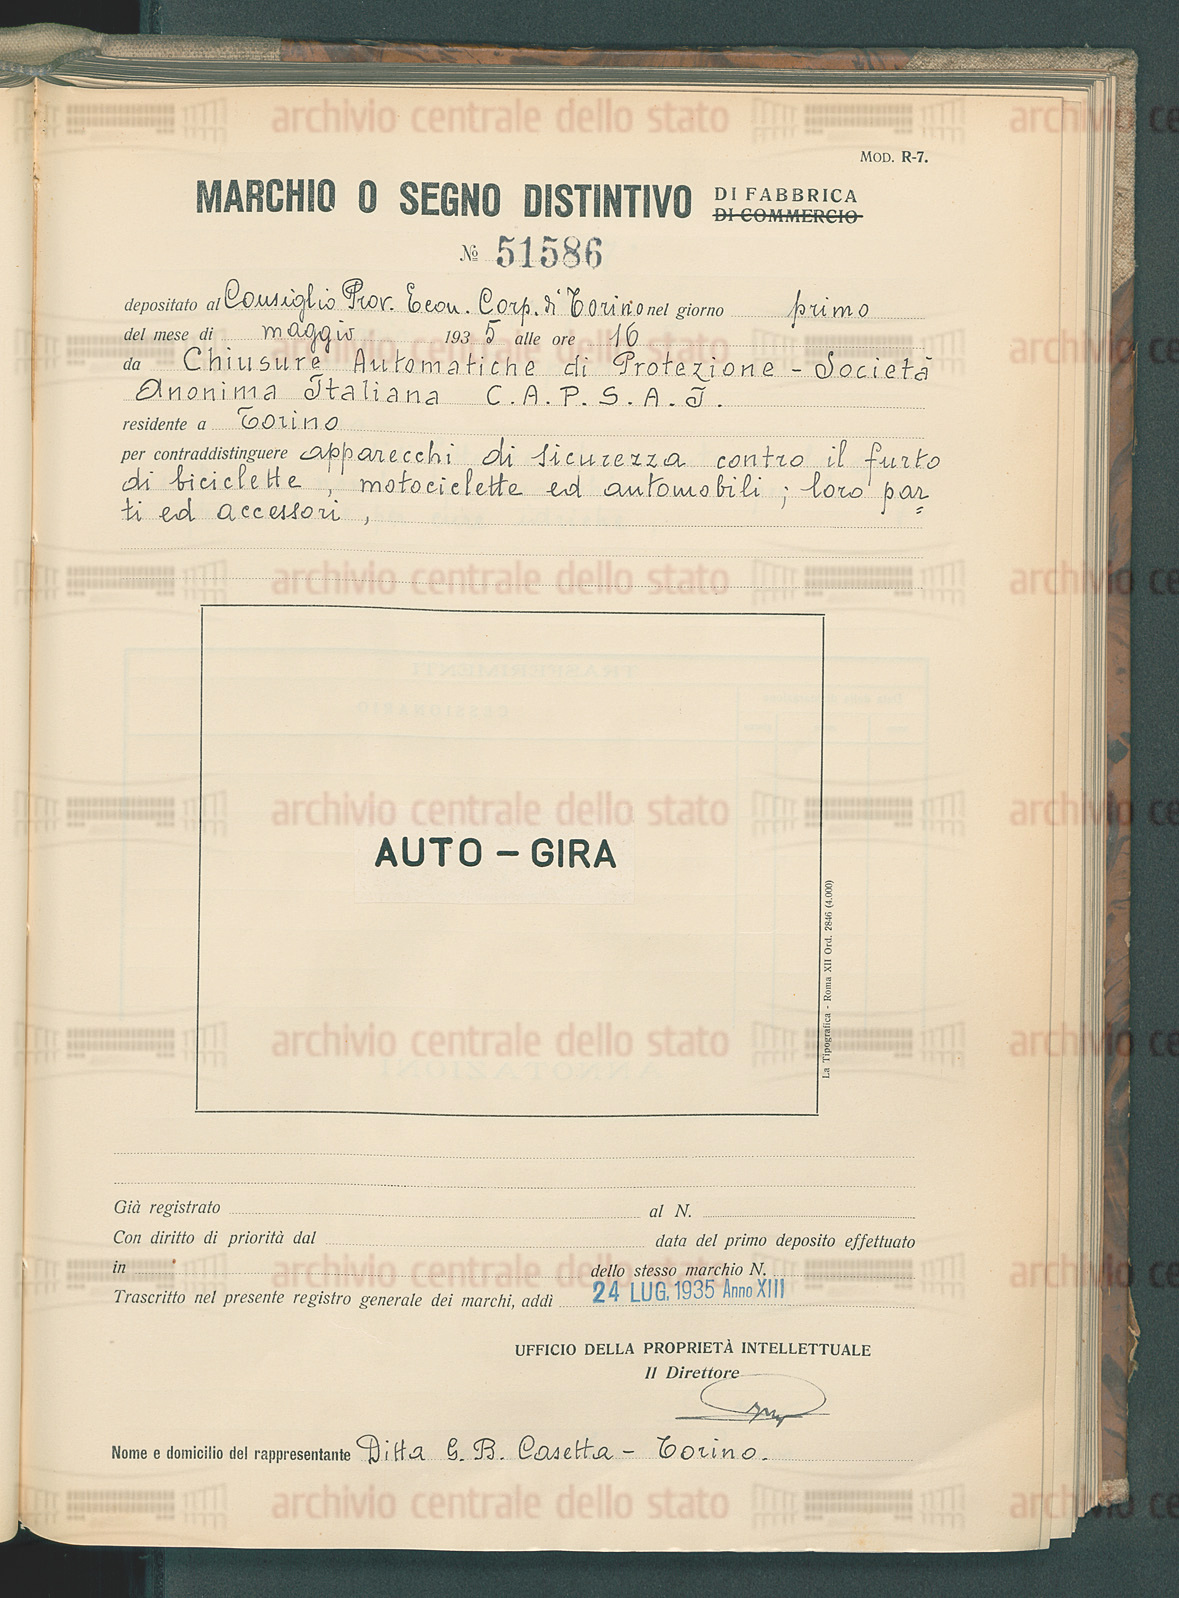 MOD. R-7.
MARCHIO O SEGNO DISTINTIVO DI FABBRICA
DI COMMERCIO
№ 51586
depositato al Consiglio Prov. Econ. Corp. di Torino nel giorno primo
del mese di maggio 1935 alle ore 16
da Chiusure Automatiche di Protezione - Società
Anonima Italiana C.A.P.S.A.I.
residente a Torino
per contraddistinguere apparecchi di sicurezza contro il furto
di biciclette, motociclette ed automobili; loro par=
ti ed accessori,
AUTO - GIRA
La Tipografica - Roma XII Ord. 2846 (4.000)
Già registrato al N.
Con diritto di priorità dal data del primo deposito effettuato
in dello stesso marchio N.
Trascritto nel presente registro generale dei marchi, addì 24 LUG. 1935 Anno XIII
UFFICIO DELLA PROPRIETÀ INTELLETTUALE
Il Direttore
Nome e domicilio del rappresentante Ditta G. B. Casetta - Torino.
archivio centrale dello stato